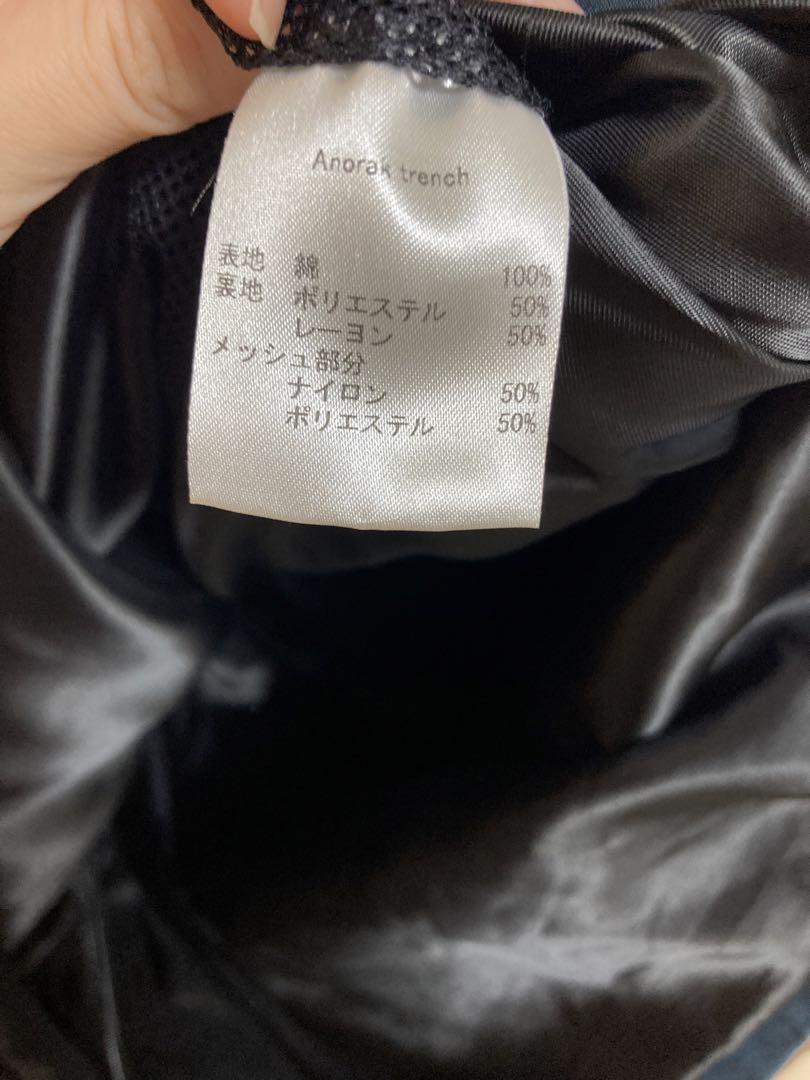 Anorak trench
表地 綿 100%
裏地 ポリエステル 50%
レーヨン 50%
メッシュ部分
ナイロン 50%
ポリエステル 50%